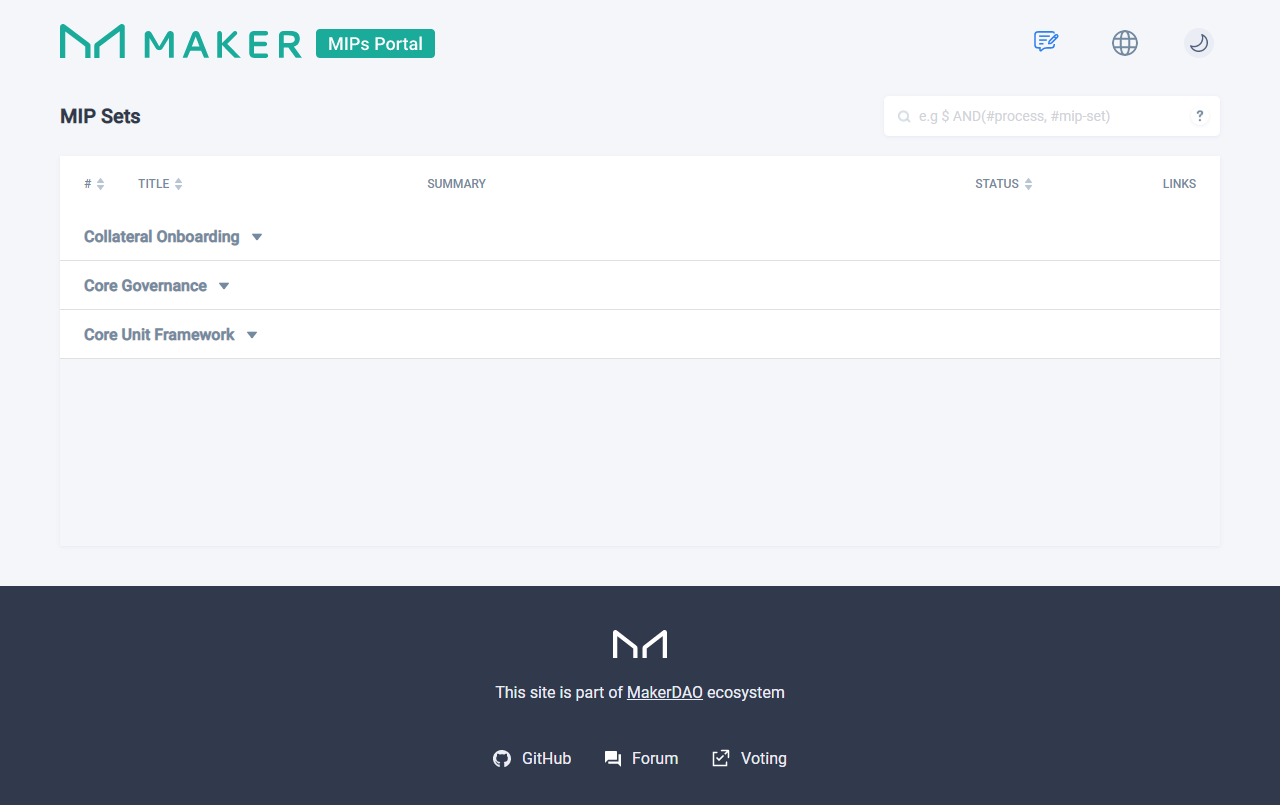 MAKER MIPs Portal
MIP Sets
e.g $ AND(#process, #mip-set) ?
# TITLE SUMMARY STATUS LINKS
Collateral Onboarding
Core Governance
Core Unit Framework
This site is part of MakerDAO ecosystem
GitHub Forum Voting